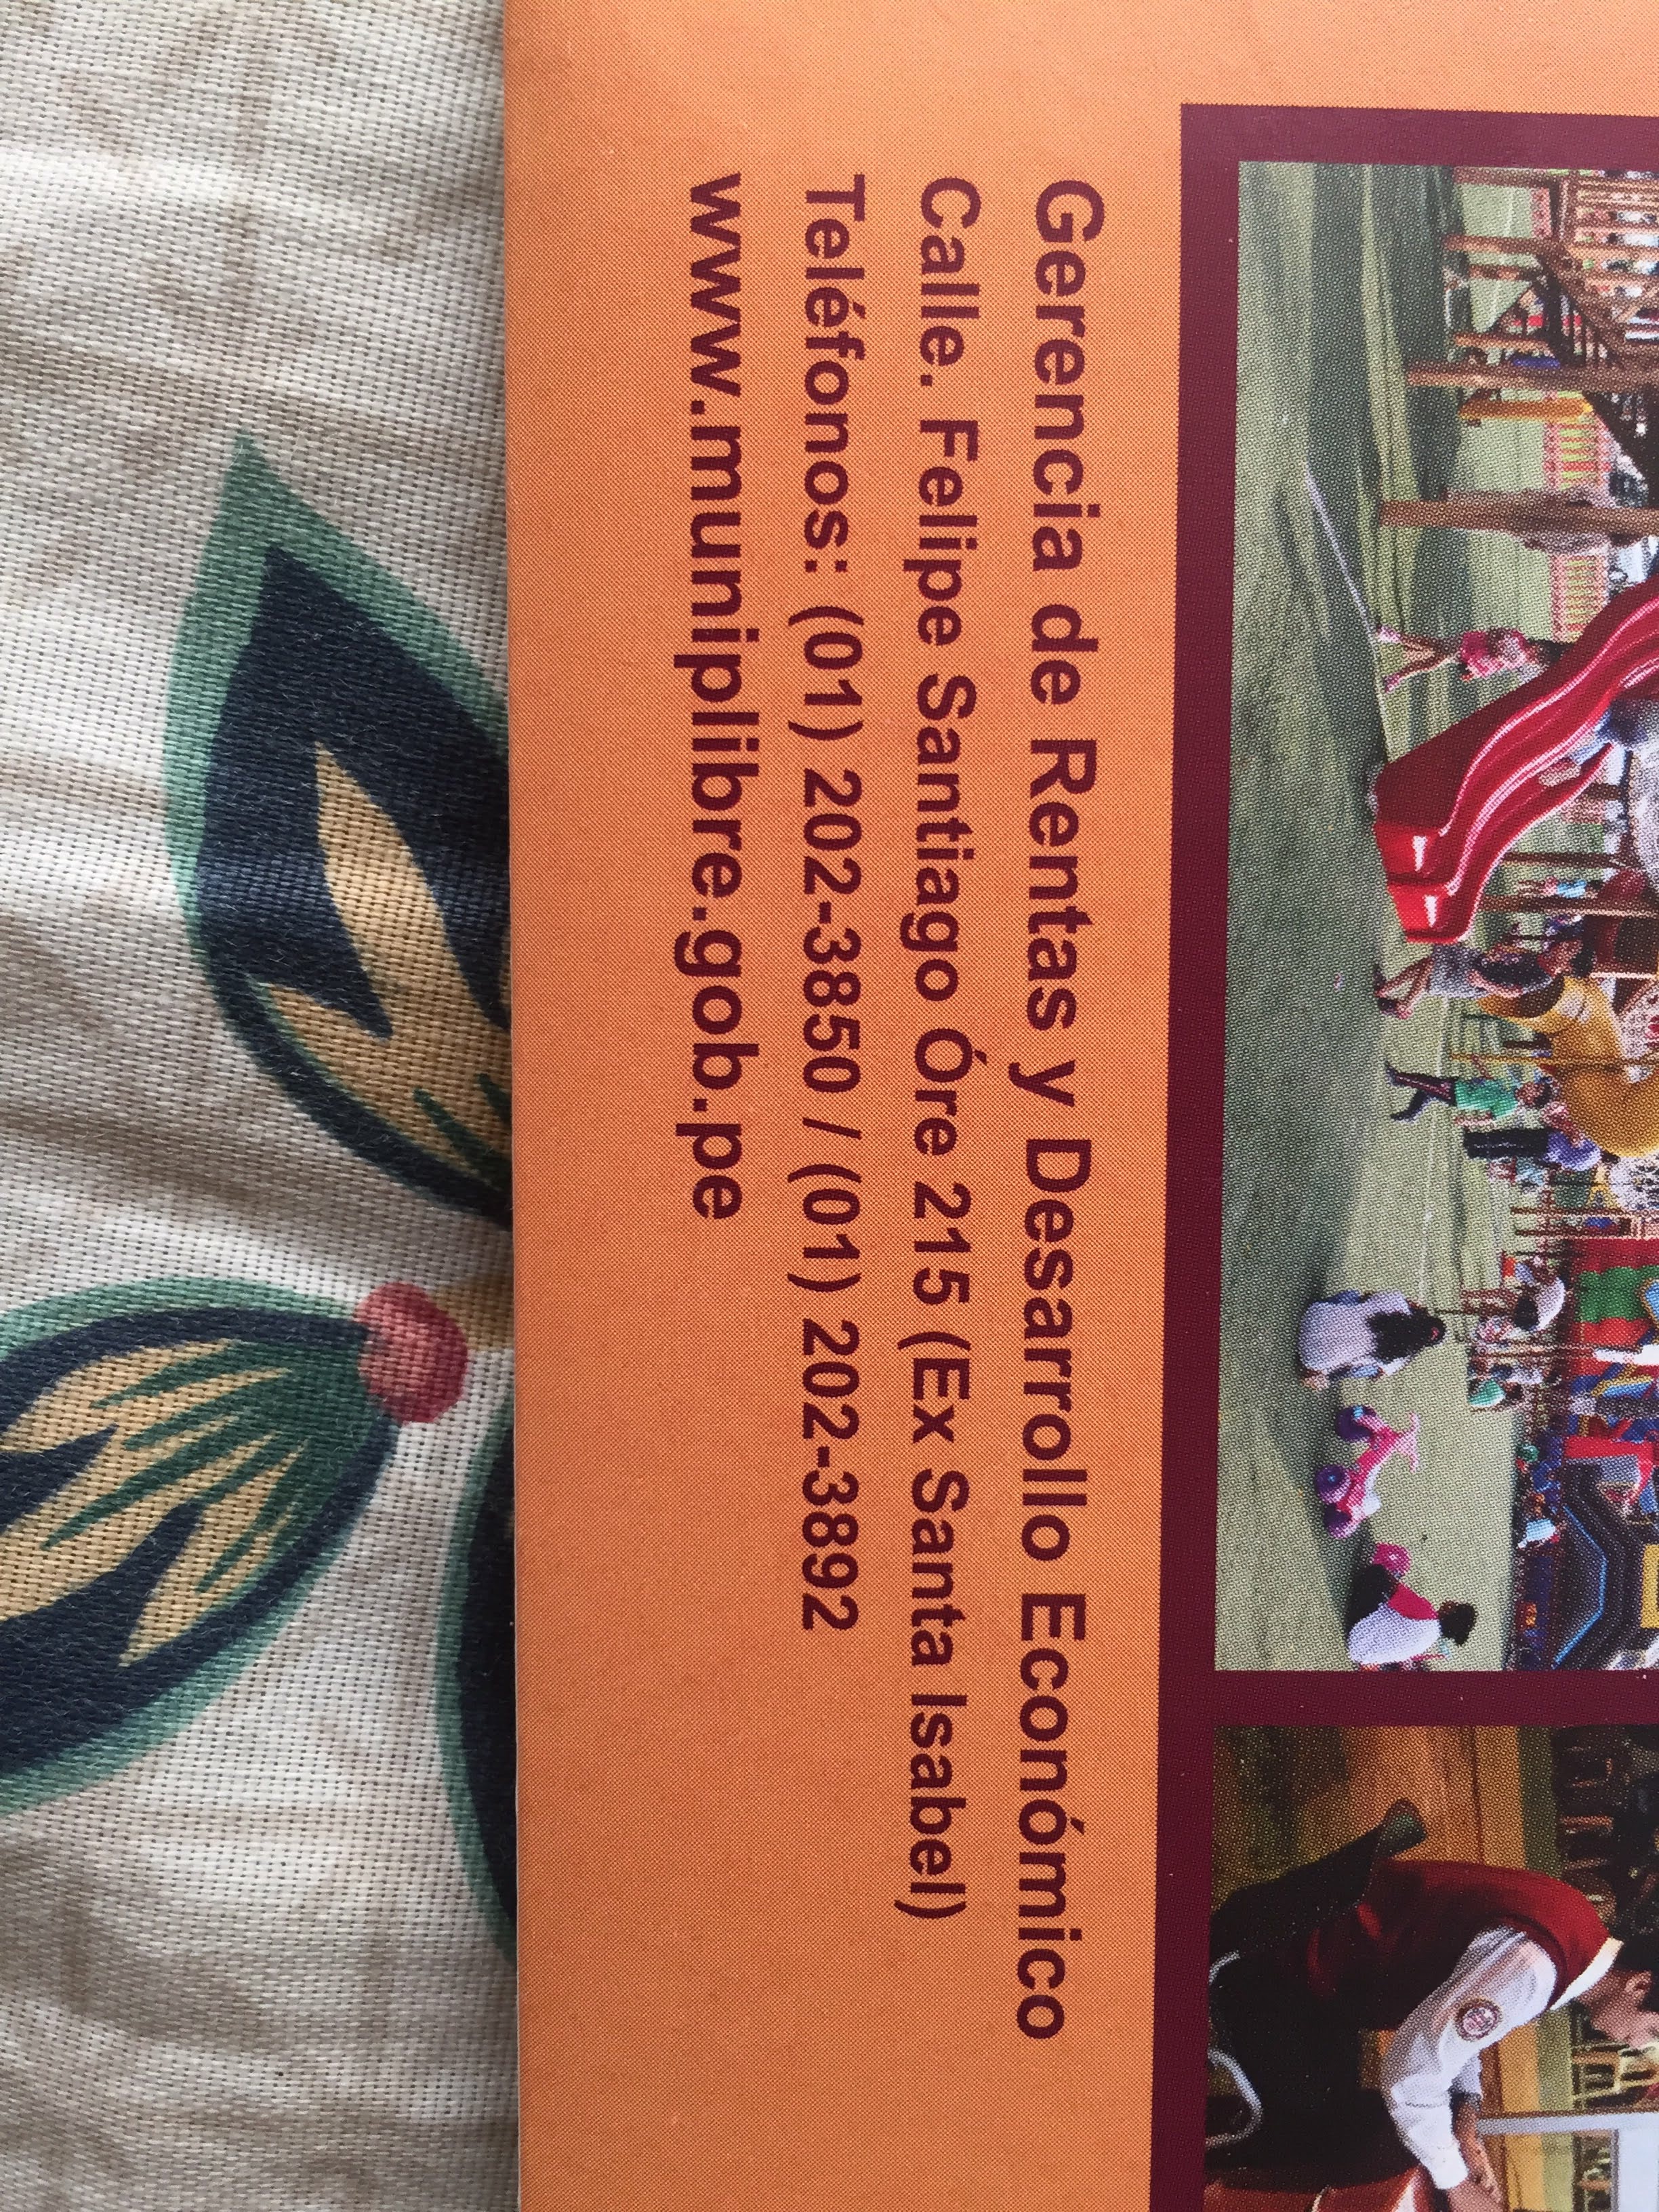 Gerencia de Rentas y Desarrollo Económico
Calle. Felipe Santiago Óre 215 (Ex Santa Isabel)
Teléfonos: (01) 202-3850 / (01) 202-3892
www.muniplibre.gob.pe